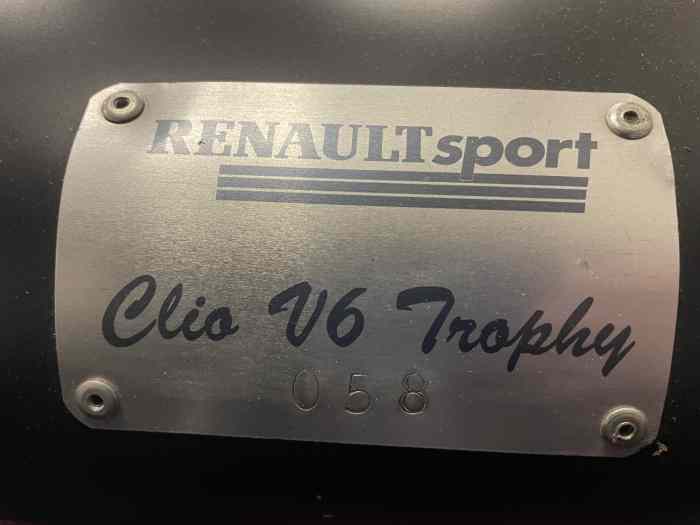 RENAULTsport
Clio V6 Trophy
058